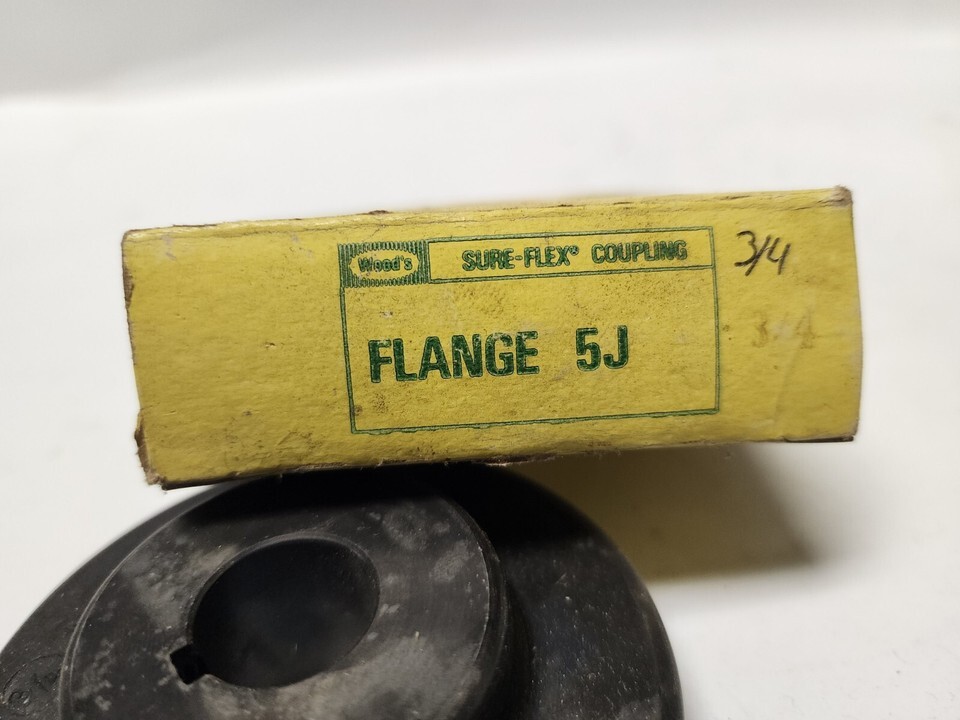 Wood's
SURE-FLEX® COUPLING
3/4
FLANGE 5J